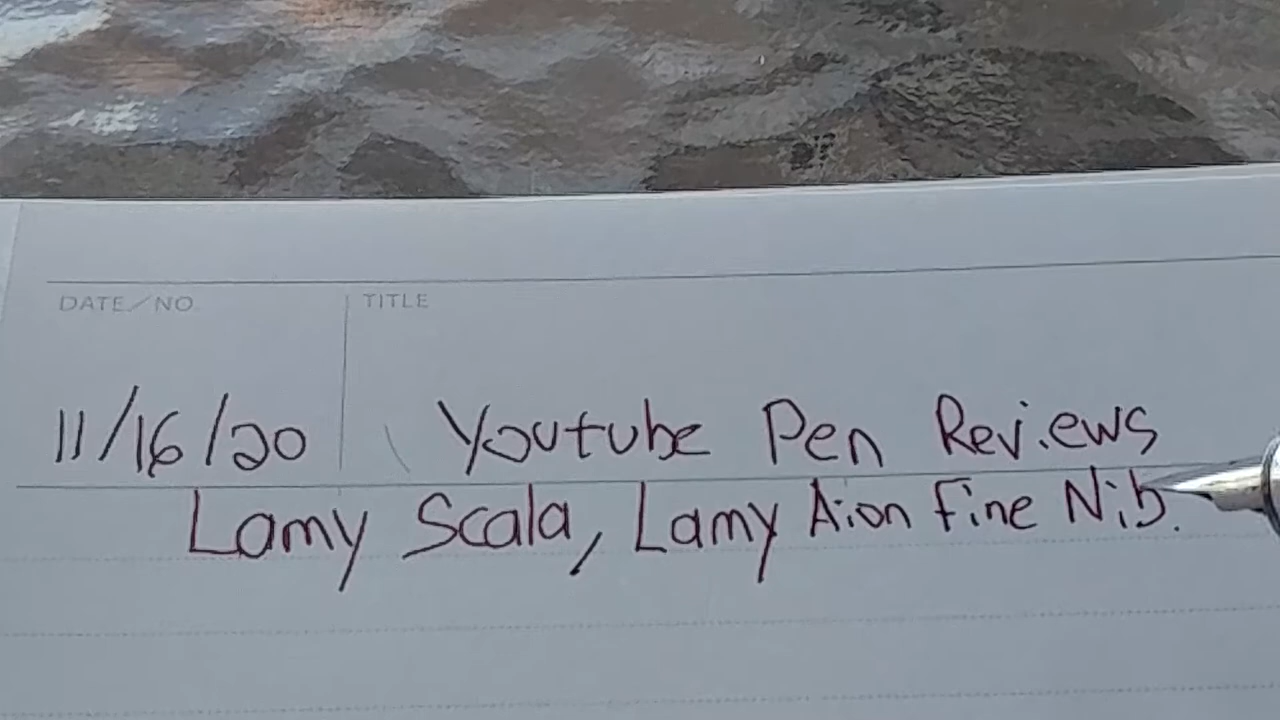 DATE/NO. TITLE
11/16/20 Youtube Pen Reviews
Lamy Scala, Lamy Aion Fine Nib.